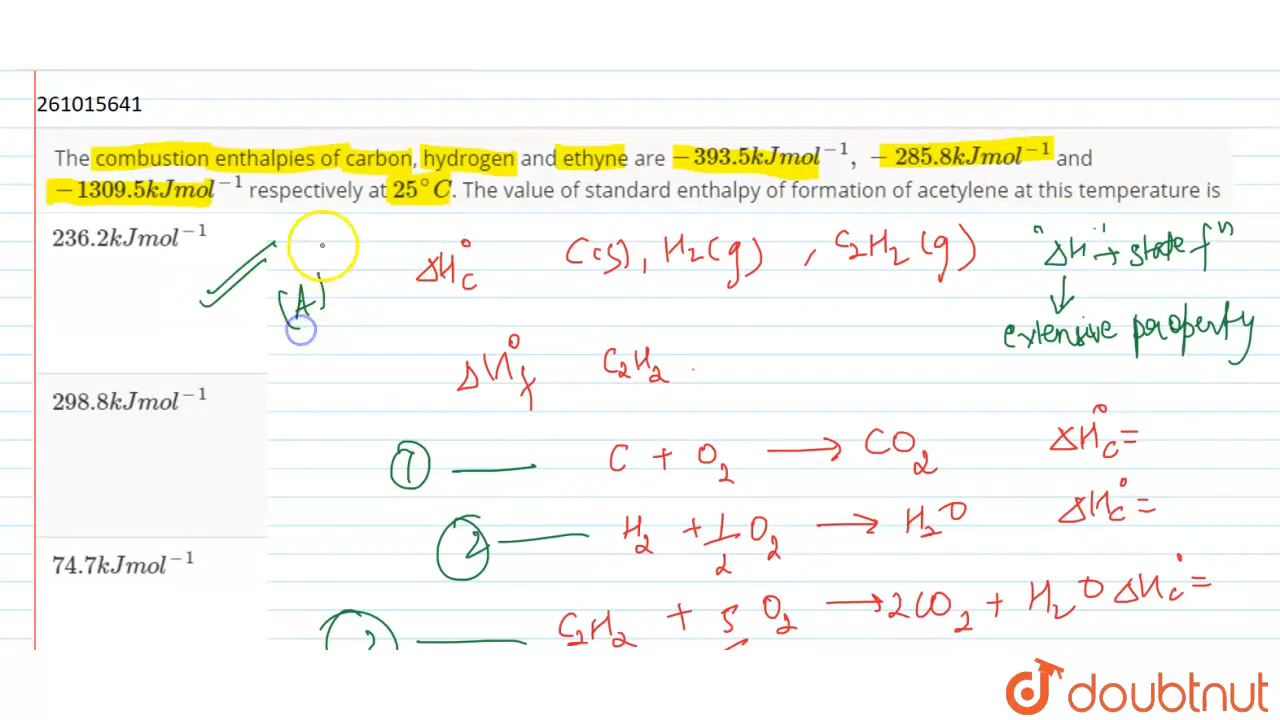 261015641
The combustion enthalpies of carbon, hydrogen and ethyne are −393.5kJmol⁻¹, −285.8kJmol⁻¹ and
−1309.5kJmol⁻¹ respectively at 25°C. The value of standard enthalpy of formation of acetylene at this temperature is
236.2kJmol⁻¹
(A)
ΔH°c C(s), H2(g), C2H2(g)
"ΔH" → state fⁿ
extensive property
ΔH°f C2H2
298.8kJmol⁻¹
① — C + O2 → CO2 ΔH°c =
② — H2 + 1/2 O2 → H2O ΔH°c =
74.7kJmol⁻¹
C2H2 + 5 O2 → 2CO2 + H2O ΔH°c =
doubtnut